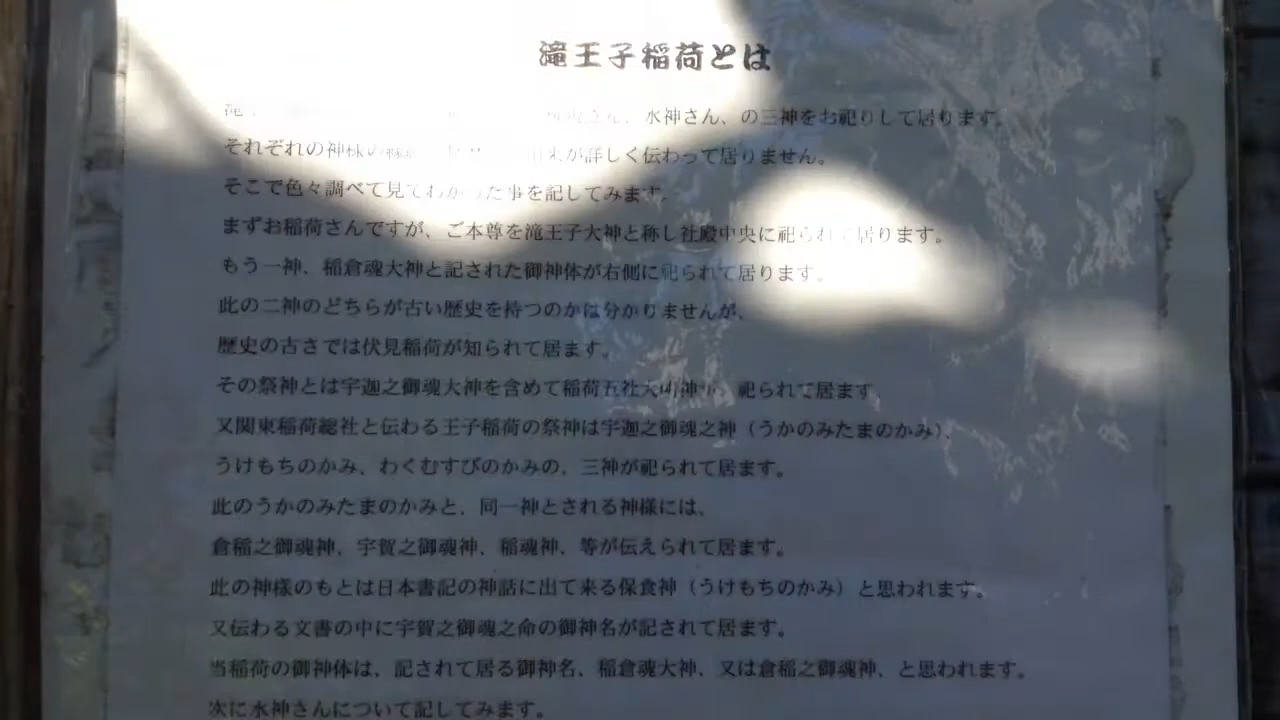 滝王子稲荷とは
滝 水神さん、の三神をお祀りして居ります。
それぞれの神様の が詳しく伝わって居りません。
そこで色々調べて見てわかった事を記してみます。
まずお稲荷さんですが、ご本尊を滝王子大神と称し社殿中央に祀られて居ります。
もう一神、稲倉魂大神と記された御神体が右側に祀られて居ります。
此の二神のどちらが古い歴史を持つのかは分かりませんが、
歴史の古さでは伏見稲荷が知られて居ます。
その祭神とは宇迦之御魂大神を含めて稲荷五社大明神が、祀られて居ます。
又関東稲荷総社と伝わる王子稲荷の祭神は宇迦之御魂之神（うかのみたまのかみ）、
うけもちのかみ、わくむすびのかみの、三神が祀られて居ます。
此のうかのみたまのかみと、同一神とされる神様には、
倉稲之御魂神、宇賀之御魂神、稲魂神、等が伝えられて居ます。
此の神様のもとは日本書記の神話に出て来る保食神（うけもちのかみ）と思われます。
又伝わる文書の中に宇賀之御魂之命の御神名が記されて居ます。
当稲荷の御神体は、記されて居る御神名、稲倉魂大神、又は倉稲之御魂神、と思われます。
次に水神さんについて記してみます。